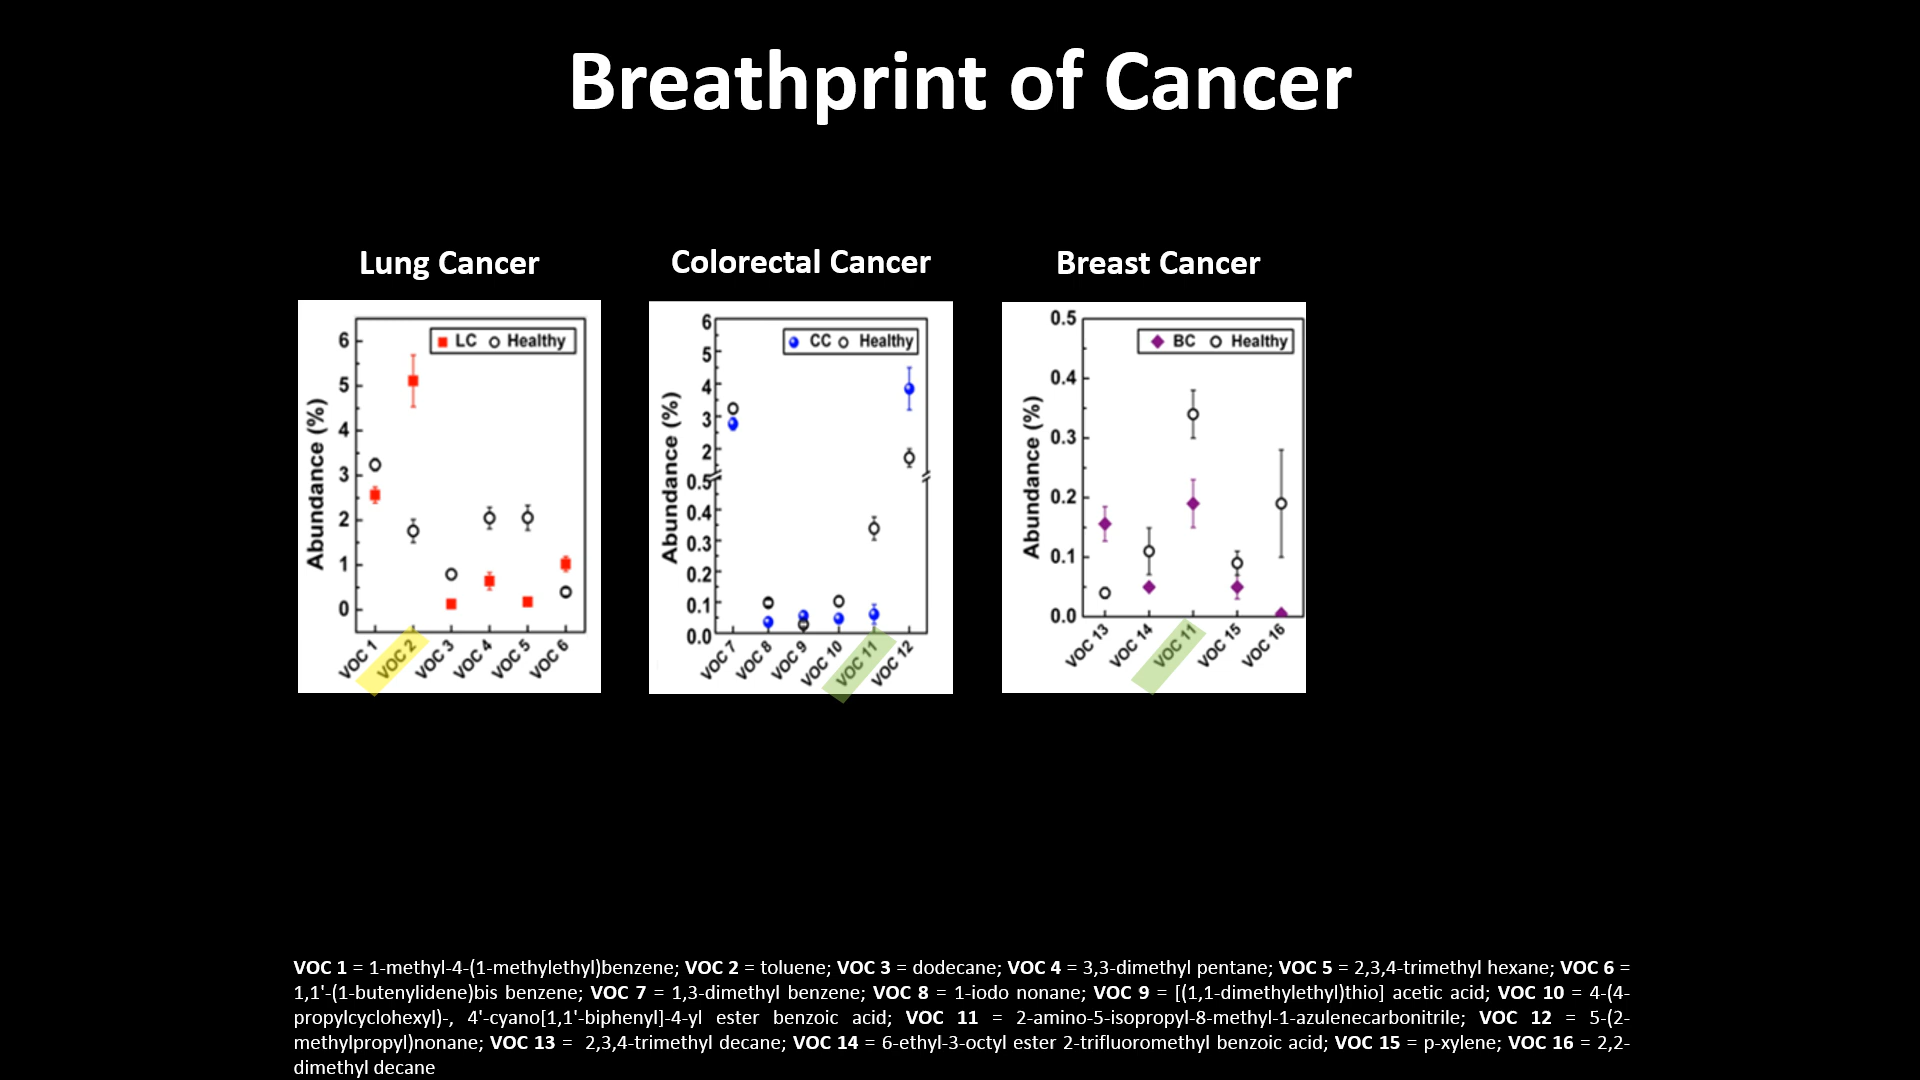 Breathprint of Cancer
Lung Cancer
Colorectal Cancer
Breast Cancer
LC Healthy
Abundance (%)
6
5
4
3
2
1
0
VOC 1
VOC 2
VOC 3
VOC 4
VOC 5
VOC 6
CC Healthy
Abundance (%)
6
5
4
3
2
0.5
0.4
0.3
0.2
0.1
0.0
VOC 7
VOC 8
VOC 9
VOC 10
VOC 11
VOC 12
BC Healthy
Abundance (%)
0.5
0.4
0.3
0.2
0.1
0.0
VOC 13
VOC 14
VOC 11
VOC 15
VOC 16
VOC 1 = 1-methyl-4-(1-methylethyl)benzene; VOC 2 = toluene; VOC 3 = dodecane; VOC 4 = 3,3-dimethyl pentane; VOC 5 = 2,3,4-trimethyl hexane; VOC 6 =
1,1'-(1-butenylidene)bis benzene; VOC 7 = 1,3-dimethyl benzene; VOC 8 = 1-iodo nonane; VOC 9 = [(1,1-dimethylethyl)thio] acetic acid; VOC 10 = 4-(4-
propylcyclohexyl)-, 4'-cyano[1,1'-biphenyl]-4-yl ester benzoic acid; VOC 11 = 2-amino-5-isopropyl-8-methyl-1-azulenecarbonitrile; VOC 12 = 5-(2-
methylpropyl)nonane; VOC 13 = 2,3,4-trimethyl decane; VOC 14 = 6-ethyl-3-octyl ester 2-trifluoromethyl benzoic acid; VOC 15 = p-xylene; VOC 16 = 2,2-
dimethyl decane